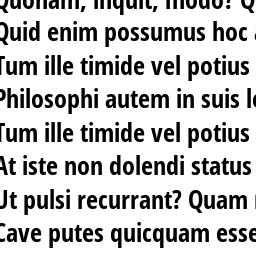 Quonam, inquit, modo? Q
Quid enim possumus hoc a
Tum ille timide vel potius
Philosophi autem in suis l
Tum ille timide vel potius
At iste non dolendi status
Ut pulsi recurrant? Quam
Cave putes quicquam esse